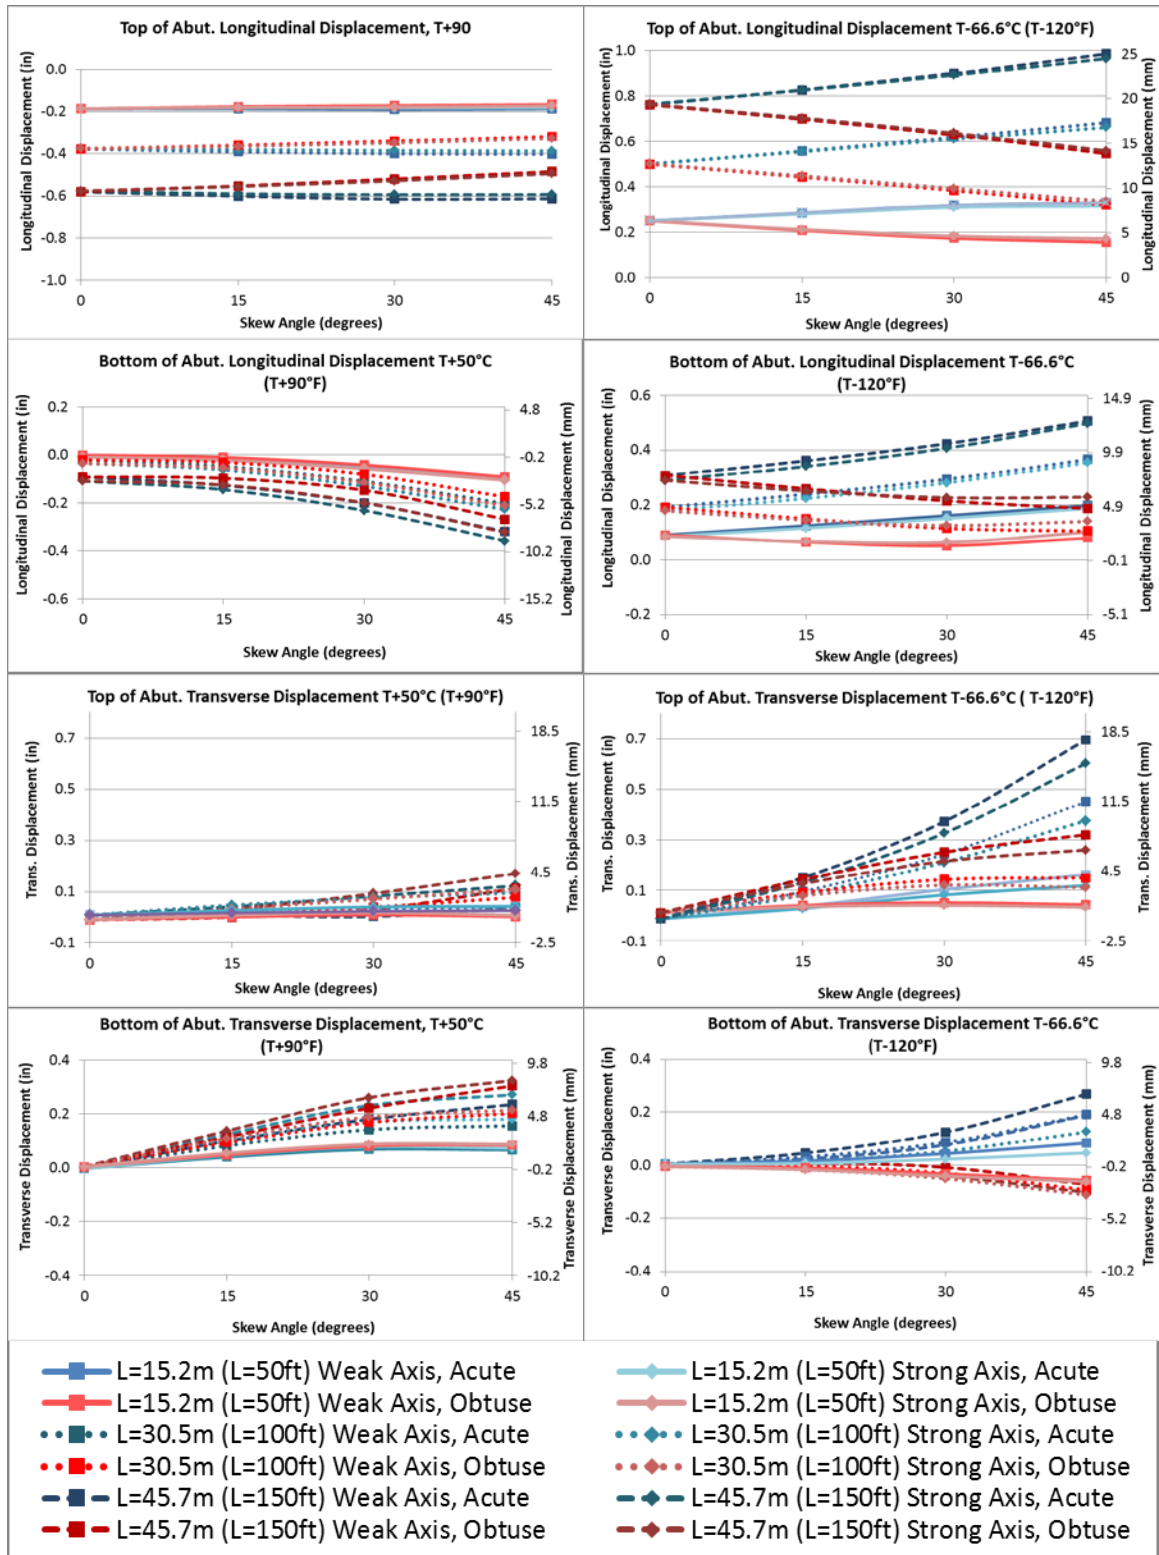 Top of Abut. Longitudinal Displacement, T+90
Longitudinal Displacement (in)
0.0
-0.2
-0.4
-0.6
-0.8
-1.0
0 15 30 45
Skew Angle (degrees)
Top of Abut. Longitudinal Displacement T-66.6°C (T-120°F)
Longitudinal Displacement (in)
1.0
0.8
0.6
0.4
0.2
0.0
25
20
15
10
5
0
Longitudinal Displacement (mm)
0 15 30 45
Skew Angle (degrees)
Bottom of Abut. Longitudinal Displacement T+50°C
(T+90°F)
Longitudinal Displacement (in)
0.2
0.0
-0.2
-0.4
-0.6
4.8
-0.2
-5.2
-10.2
-15.2
Longitudinal Displacement (mm)
0 15 30 45
Skew Angle (degrees)
Bottom of Abut. Longitudinal Displacement T-66.6°C
(T-120°F)
Longitudinal Displacement (in)
0.6
0.4
0.2
0.0
-0.2
14.9
9.9
4.9
-0.1
-5.1
Longitudinal Displacement (mm)
0 15 30 45
Skew Angle (degrees)
Top of Abut. Transverse Displacement T+50°C (T+90°F)
Trans. Displacement (in)
0.7
0.5
0.3
0.1
-0.1
18.5
11.5
4.5
-2.5
Trans. Displacement (mm)
0 15 30 45
Skew Angle (degrees)
Top of Abut. Transverse Displacement T-66.6°C ( T-120°F)
Trans. Displacement (in)
0.7
0.5
0.3
0.1
-0.1
18.5
11.5
4.5
-2.5
Trans. Displacement (mm)
0 15 30 45
Skew Angle (degrees)
Bottom of Abut. Transverse Displacement, T+50°C
(T+90°F)
Transverse Displacement (in)
0.4
0.2
0.0
-0.2
-0.4
9.8
4.8
-0.2
-5.2
-10.2
Transverse Displacement (mm)
0 15 30 45
Skew Angle (degrees)
Bottom of Abut. Transverse Displacement T-66.6°C
(T-120°F)
Transverse Displacement (in)
0.4
0.2
0.0
-0.2
-0.4
9.8
4.8
-0.2
-5.2
-10.2
Transverse Displacement (mm)
0 15 30 45
Skew Angle (degrees)
L=15.2m (L=50ft) Weak Axis, Acute
L=15.2m (L=50ft) Strong Axis, Acute
L=15.2m (L=50ft) Weak Axis, Obtuse
L=15.2m (L=50ft) Strong Axis, Obtuse
L=30.5m (L=100ft) Weak Axis, Acute
L=30.5m (L=100ft) Strong Axis, Acute
L=30.5m (L=100ft) Weak Axis, Obtuse
L=30.5m (L=100ft) Strong Axis, Obtuse
L=45.7m (L=150ft) Weak Axis, Acute
L=45.7m (L=150ft) Strong Axis, Acute
L=45.7m (L=150ft) Weak Axis, Obtuse
L=45.7m (L=150ft) Strong Axis, Obtuse